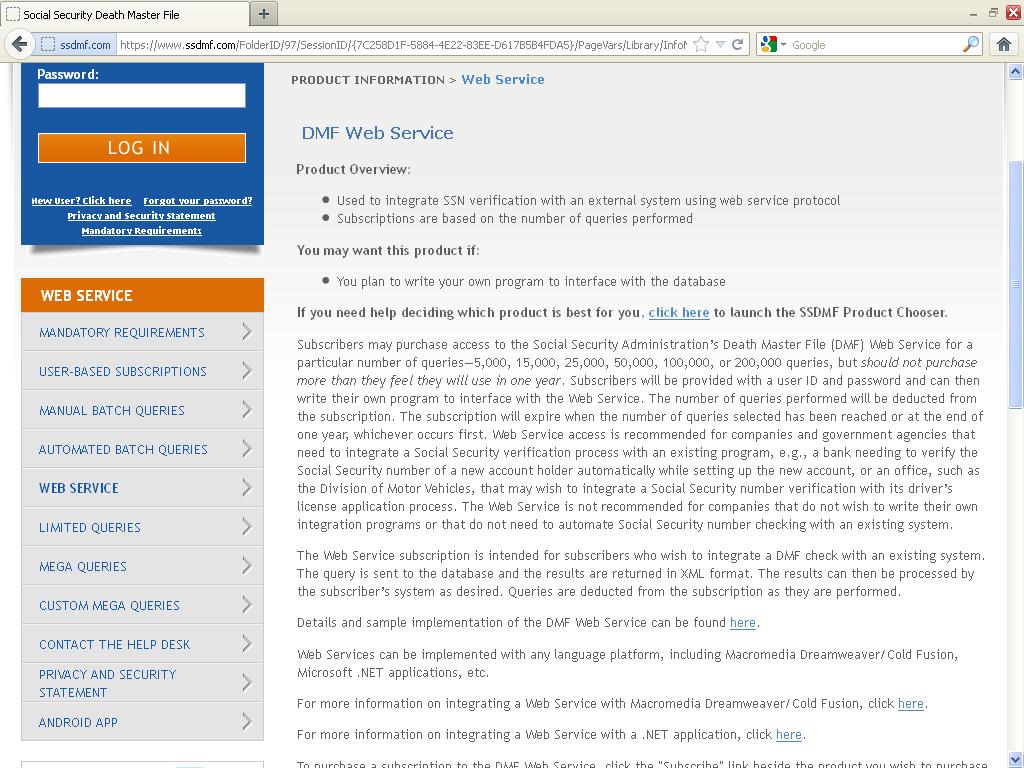 Social Security Death Master File
ssdmf.com
https://www.ssdmf.com/FolderID/97/SessionID/{7C258D1F-5884-4E22-83EE-D617B5B4FDA5}/PageVars/Library/InfoM
Google
Password:
LOG IN
New User? Click here Forgot your password?
Privacy and Security Statement
Mandatory Requirements
WEB SERVICE
MANDATORY REQUIREMENTS
USER-BASED SUBSCRIPTIONS
MANUAL BATCH QUERIES
AUTOMATED BATCH QUERIES
WEB SERVICE
LIMITED QUERIES
MEGA QUERIES
CUSTOM MEGA QUERIES
CONTACT THE HELP DESK
PRIVACY AND SECURITY
STATEMENT
ANDROID APP
PRODUCT INFORMATION > Web Service
DMF Web Service
Product Overview:
Used to integrate SSN verification with an external system using web service protocol
Subscriptions are based on the number of queries performed
You may want this product if:
You plan to write your own program to interface with the database
If you need help deciding which product is best for you, click here to launch the SSDMF Product Chooser.
Subscribers may purchase access to the Social Security Administration's Death Master File (DMF) Web Service for a
particular number of queries—5,000, 15,000, 25,000, 50,000, 100,000, or 200,000 queries, but should not purchase
more than they feel they will use in one year. Subscribers will be provided with a user ID and password and can then
write their own program to interface with the Web Service. The number of queries performed will be deducted from
the subscription. The subscription will expire when the number of queries selected has been reached or at the end of
one year, whichever occurs first. Web Service access is recommended for companies and government agencies that
need to integrate a Social Security verification process with an existing program, e.g., a bank needing to verify the
Social Security number of a new account holder automatically while setting up the new account, or an office, such as
the Division of Motor Vehicles, that may wish to integrate a Social Security number verification with its driver's
license application process. The Web Service is not recommended for companies that do not wish to write their own
integration programs or that do not need to automate Social Security number checking with an existing system.
The Web Service subscription is intended for subscribers who wish to integrate a DMF check with an existing system.
The query is sent to the database and the results are returned in XML format. The results can then be processed by
the subscriber's system as desired. Queries are deducted from the subscription as they are performed.
Details and sample implementation of the DMF Web Service can be found here.
Web Services can be implemented with any language platform, including Macromedia Dreamweaver/Cold Fusion,
Microsoft .NET applications, etc.
For more information on integrating a Web Service with Macromedia Dreamweaver/Cold Fusion, click here.
For more information on integrating a Web Service with a .NET application, click here.
To purchase a subscription to the DMF Web Service, click the "Subscribe" link beside the product you wish to purchase